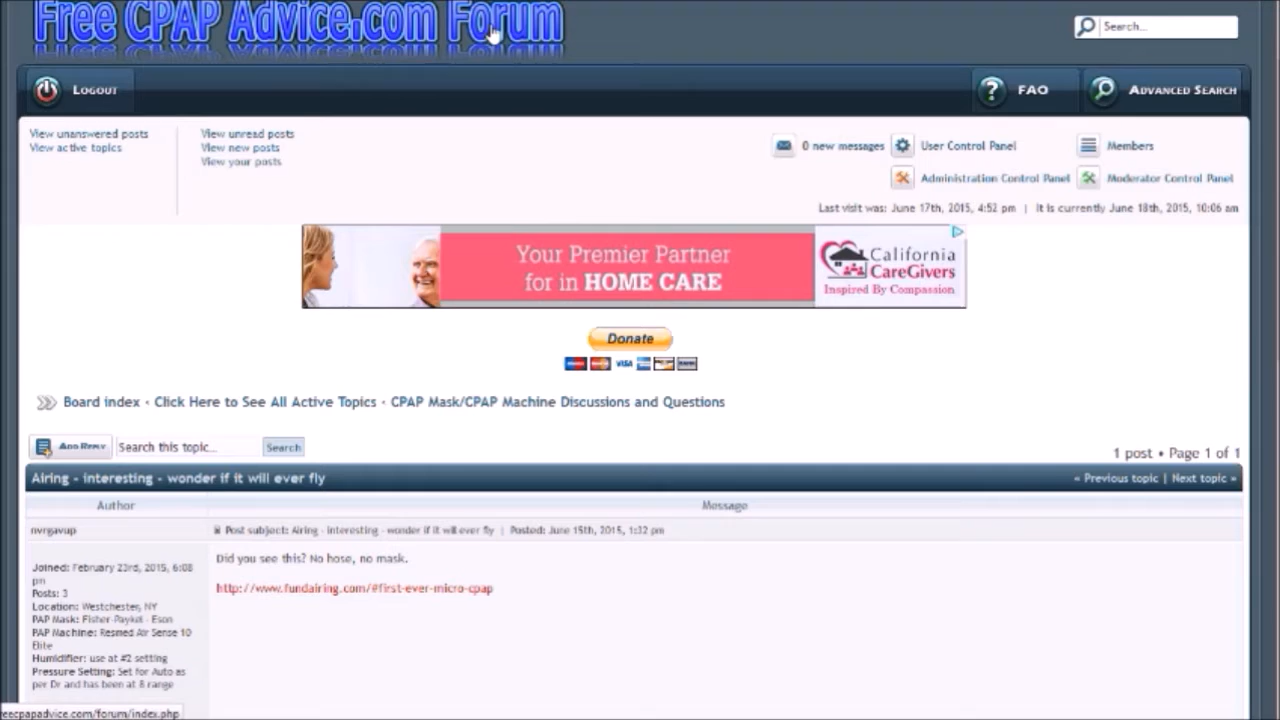 Free CPAP Advice.com Forum
Search...
Logout
FAQ
Advanced Search
View unanswered posts
View active topics
View unread posts
View new posts
View your posts
0 new messages
User Control Panel
Members
Administration Control Panel
Moderator Control Panel
Last visit was: June 17th, 2015, 4:52 pm | It is currently June 18th, 2015, 10:06 am
Your Premier Partner
for in HOME CARE
California
CareGivers
Inspired By Compassion
Donate
VISA
Board index ‹ Click Here to See All Active Topics ‹ CPAP Mask/CPAP Machine Discussions and Questions
Add Reply
Search this topic...
Search
1 post • Page 1 of 1
Airing - interesting - wonder if it will ever fly
« Previous topic | Next topic »
Author
Message
nvrgavup
Post subject: Airing - interesting - wonder if it will ever fly | Posted: June 15th, 2015, 1:32 pm
Joined: February 23rd, 2015, 6:08
pm
Posts: 3
Location: Westchester, NY
PAP Mask: Fisher-Paykel - Eson
PAP Machine: Resmed Air Sense 10
Elite
Humidifier: use at #2 setting
Pressure Setting: Set for Auto as
per Dr and has been at 8 range
Did you see this? No hose, no mask.
http://www.fundairing.com/#first-ever-micro-cpap
reecpapadvice.com/forum/index.php